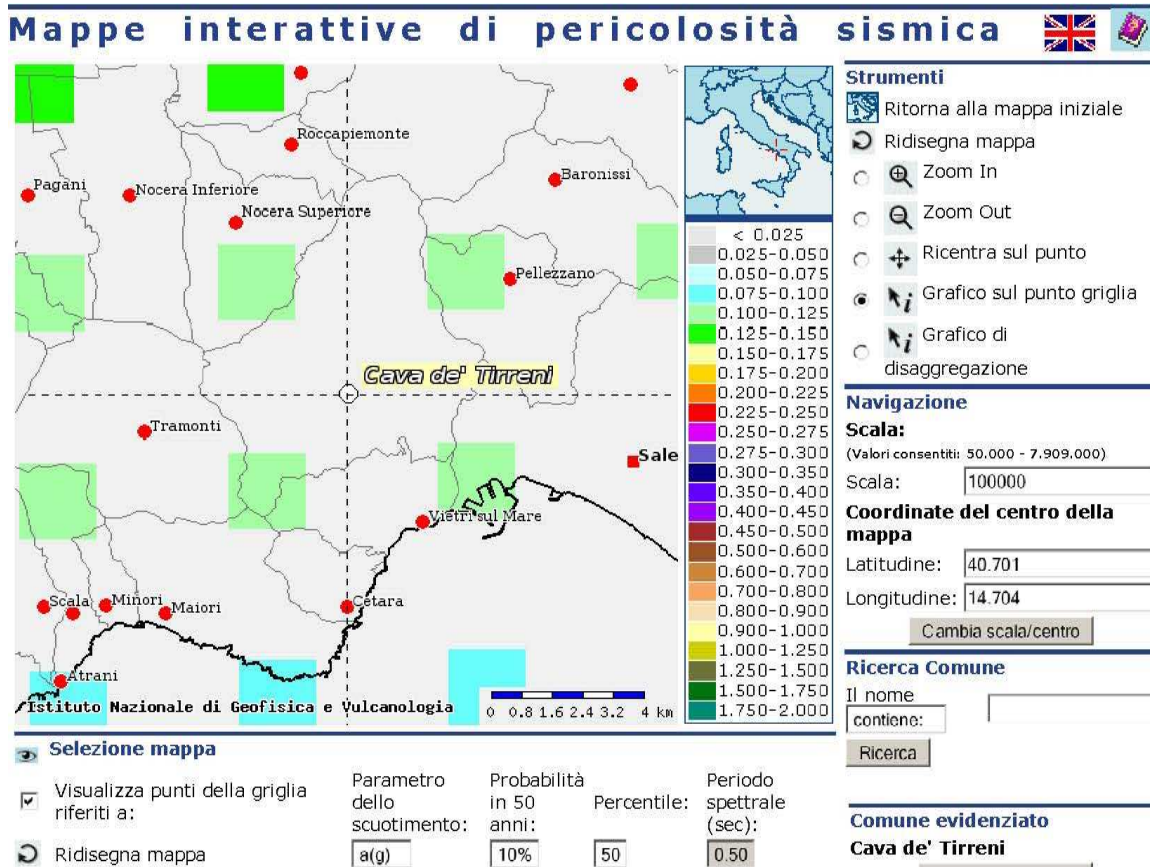 Mappe interattive di pericolosità sismica
Roccapiemonte
Pagani
Nocera Inferiore
Baronissi
Nocera Superiore
Pellezzano
Cava de' Tirreni
Tramonti
Sale
Vietri sul Mare
Scala
Minori
Maiori
Cetara
Atrani
Istituto Nazionale di Geofisica e Vulcanologia
0 0.8 1.6 2.4 3.2 4 km
< 0.025
0.025-0.050
0.050-0.075
0.075-0.100
0.100-0.125
0.125-0.150
0.150-0.175
0.175-0.200
0.200-0.225
0.225-0.250
0.250-0.275
0.275-0.300
0.300-0.350
0.350-0.400
0.400-0.450
0.450-0.500
0.500-0.600
0.600-0.700
0.700-0.800
0.800-0.900
0.900-1.000
1.000-1.250
1.250-1.500
1.500-1.750
1.750-2.000
Strumenti
Ritorna alla mappa iniziale
Ridisegna mappa
Zoom In
Zoom Out
Ricentra sul punto
Grafico sul punto griglia
Grafico di
disaggregazione
Navigazione
Scala:
(Valori consentiti: 50.000 - 7.909.000)
Scala: 100000
Coordinate del centro della
mappa
Latitudine: 40.701
Longitudine: 14.704
Cambia scala/centro
Ricerca Comune
Il nome
contiene:
Ricerca
Comune evidenziato
Cava de' Tirreni
Selezione mappa
Visualizza punti della griglia
riferiti a:
Ridisegna mappa
Parametro
dello
scuotimento:
a(g)
Probabilità
in 50
anni:
10%
Percentile:
50
Periodo
spettrale
(sec):
0.50